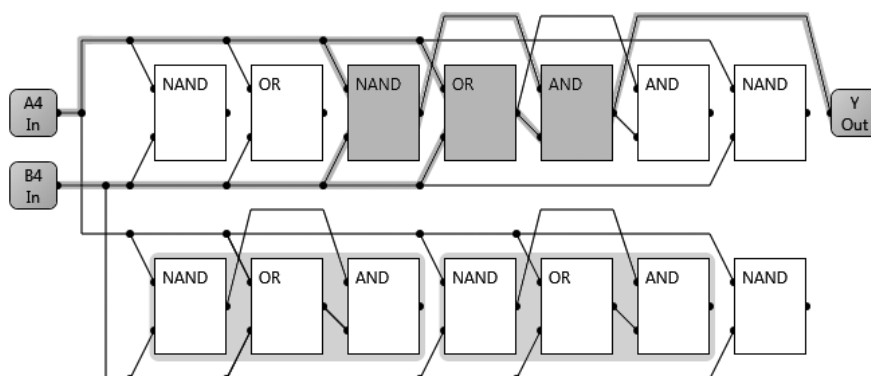 NAND
OR
NAND
OR
AND
AND
NAND
A4
In
Y
Out
B4
In
NAND
OR
AND
NAND
OR
AND
NAND